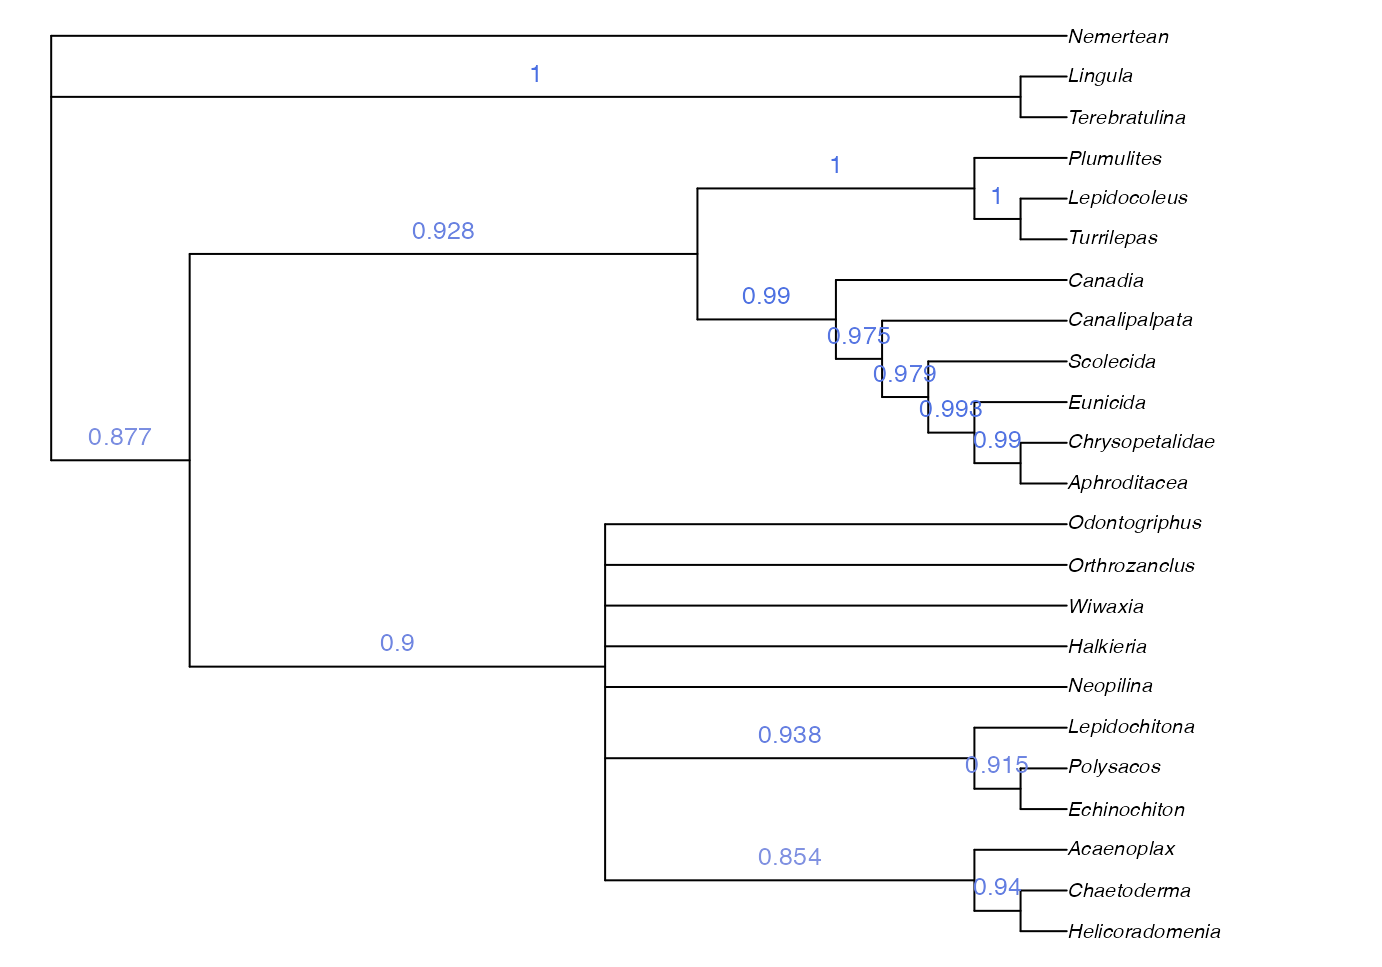 Nemertean
1
Lingula
Terebratulina
Plumulites
1
1
Lepidocoleus
0.928
Turrilepas
Canadia
0.99
Canalipalpata
0.975
Scolecida
0.979
Eunicida
0.993
0.877
0.99
Chrysopetalidae
Aphroditacea
Odontogriphus
Orthrozanclus
Wiwaxia
0.9
Halkieria
Neopilina
Lepidochitona
0.938
0.915
Polysacos
Echinochiton
Acaenoplax
0.854
0.94
Chaetoderma
Helicoradomenia